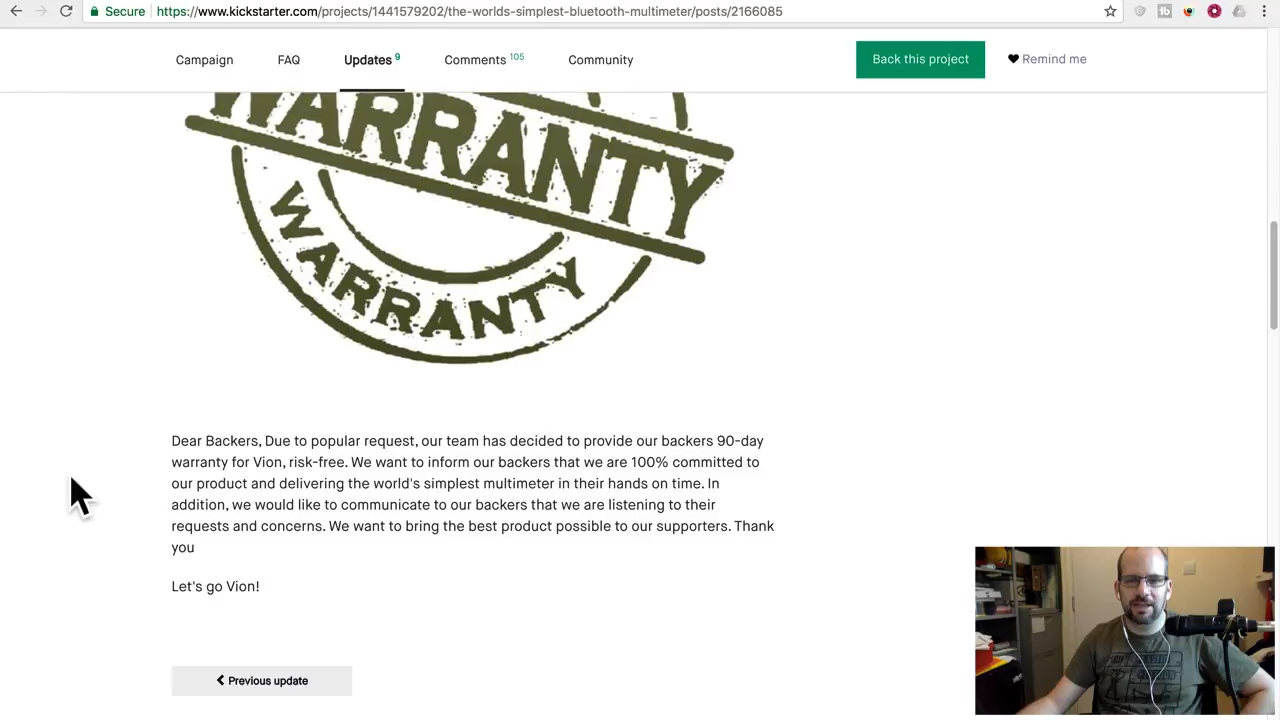 Secure https://www.kickstarter.com/projects/1441579202/the-worlds-simplest-bluetooth-multimeter/posts/2166085
Campaign FAQ Updates 9 Comments 105 Community Back this project Remind me
WARRANTY
WARRANTY
Dear Backers, Due to popular request, our team has decided to provide our backers 90-day
warranty for Vion, risk-free. We want to inform our backers that we are 100% committed to
our product and delivering the world's simplest multimeter in their hands on time. In
addition, we would like to communicate to our backers that we are listening to their
requests and concerns. We want to bring the best product possible to our supporters. Thank
you
Let's go Vion!
Previous update